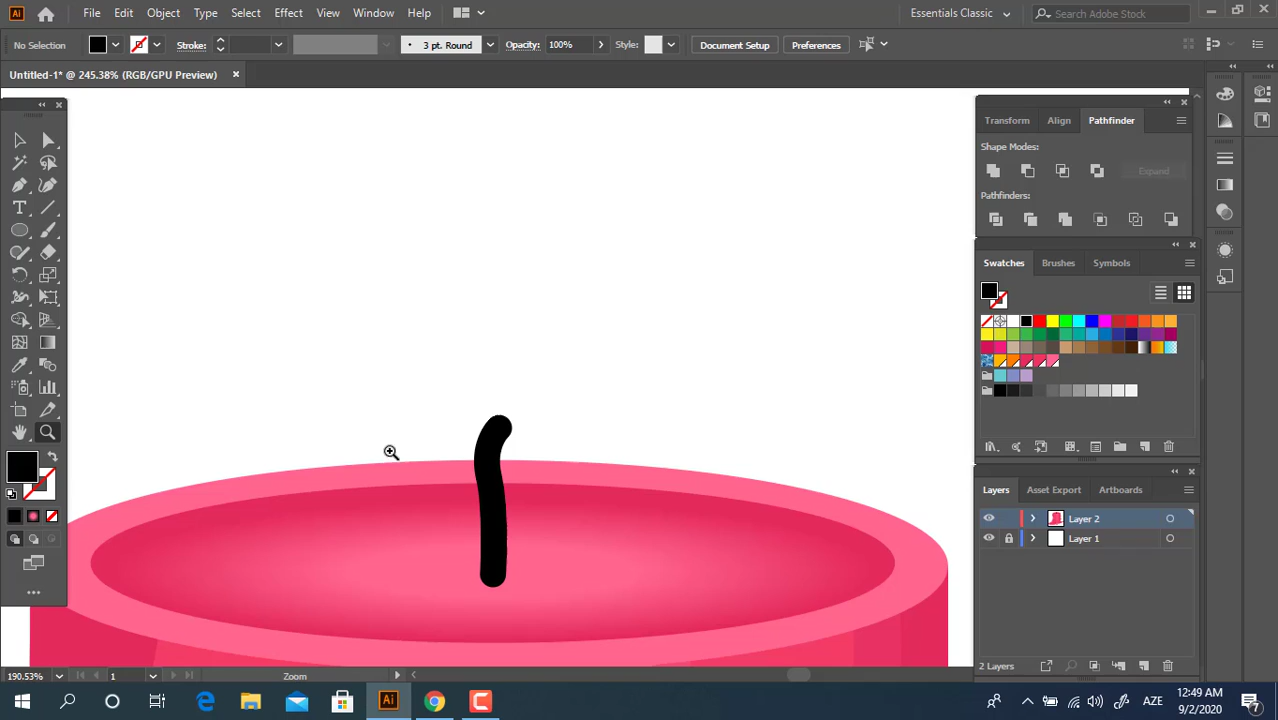 Ai File Edit Object Type Select Effect View Window Help Essentials Classic Search Adobe Stock
No Selection Stroke: 3 pt. Round Opacity: 100% Style: Document Setup Preferences
Untitled-1* @ 245.38% (RGB/GPU Preview)
Transform Align Pathfinder
Shape Modes:
Expand
Pathfinders:
Swatches Brushes Symbols
Layers Asset Export Artboards
Layer 2
Layer 1
2 Layers
190.53% 1 Zoom
Ai AZE 12:49 AM
9/2/2020 7